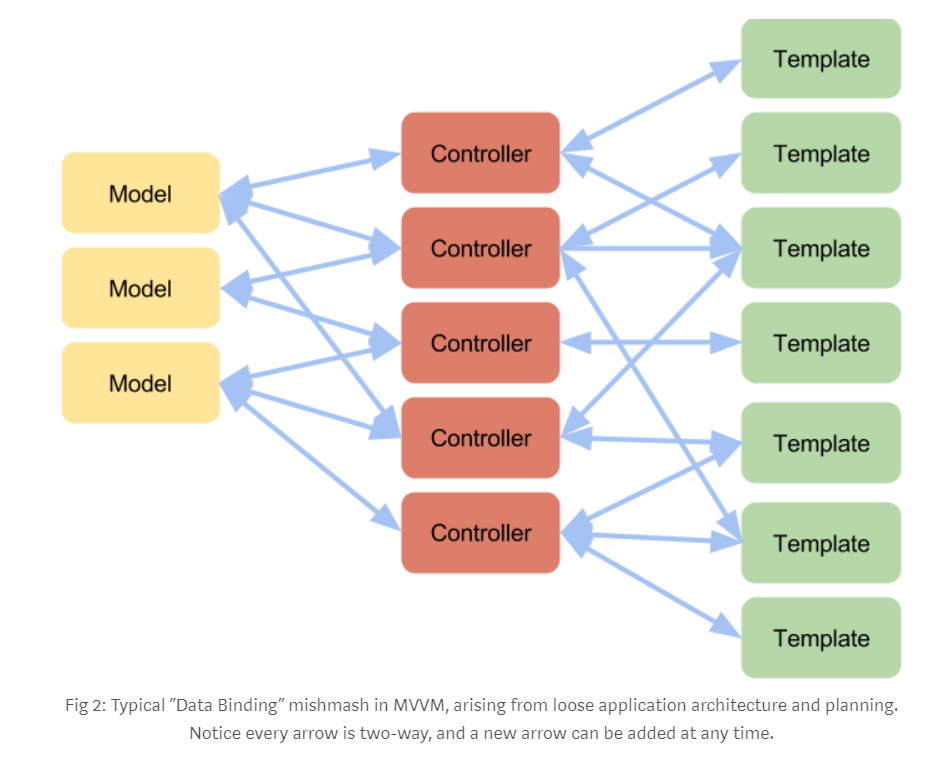 Template
Controller
Template
Model
Controller
Template
Model
Controller
Template
Model
Controller
Template
Controller
Template
Template
Fig 2: Typical "Data Binding" mishmash in MVVM, arising from loose application architecture and planning.
Notice every arrow is two-way, and a new arrow can be added at any time.